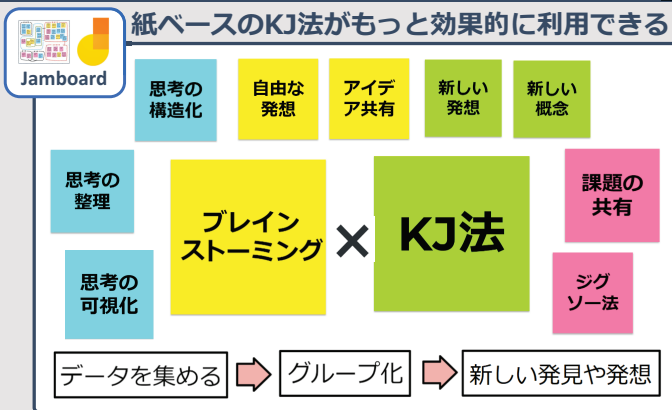 紙ベースのKJ法がもっと効果的に利用できる
Jamboard
思考の
構造化
自由な
発想
アイデ
ア共有
新しい
発想
新しい
概念
思考の
整理
ブレイン
ストーミング
×
KJ法
課題の
共有
思考の
可視化
ジグ
ソー法
データを集める
グループ化
新しい発見や発想